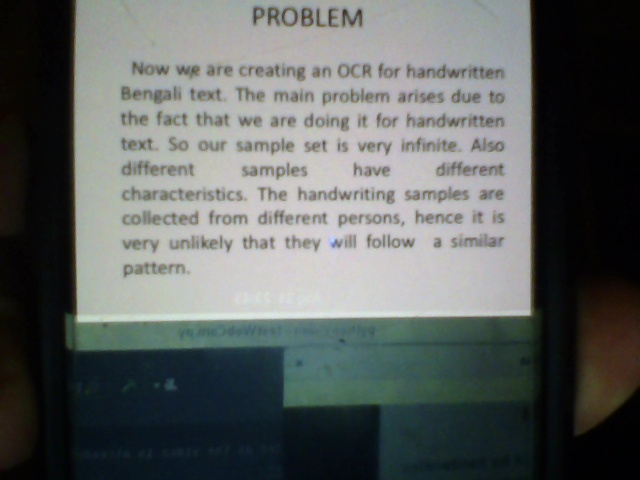 PROBLEM
Now we are creating an OCR for handwritten
Bengali text. The main problem arises due to
the fact that we are doing it for handwritten
text. So our sample set is very infinite. Also
different samples have different
characteristics. The handwriting samples are
collected from different persons, hence it is
very unlikely that they will follow a similar
pattern.